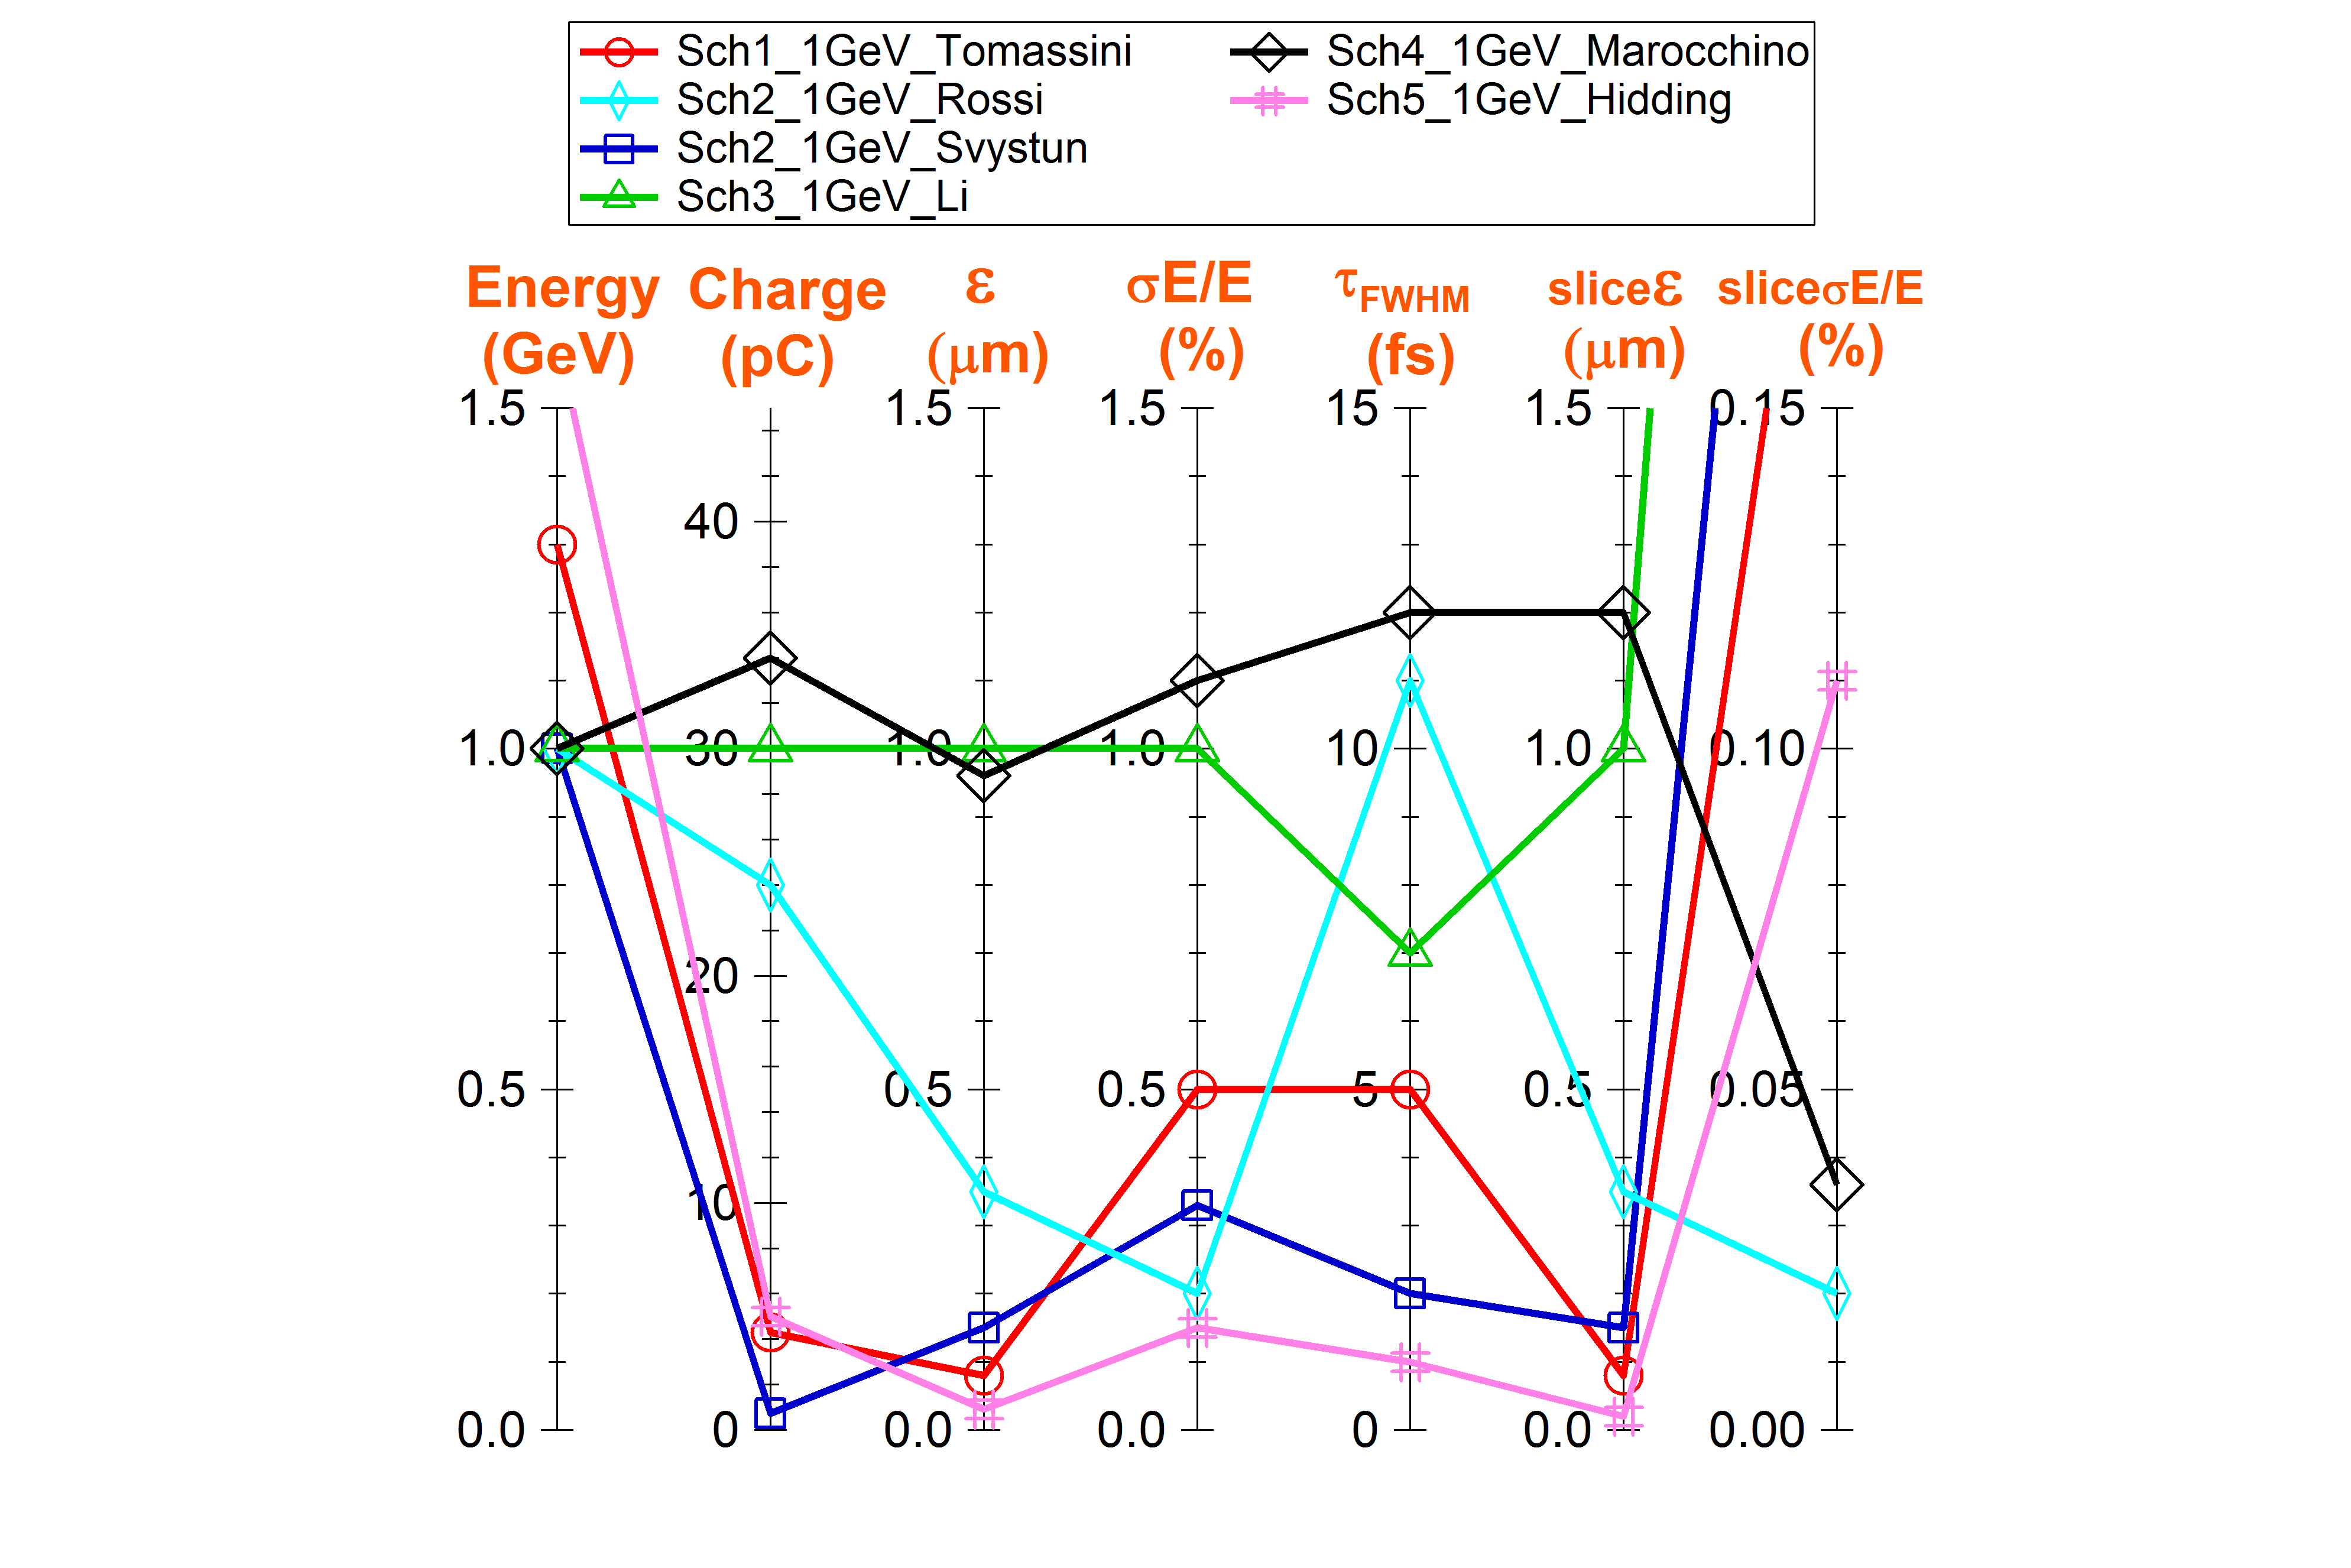 Sch1_1GeV_Tomassini
Sch2_1GeV_Rossi
Sch2_1GeV_Svystun
Sch3_1GeV_Li
Sch4_1GeV_Marocchino
Sch5_1GeV_Hidding
Energy (GeV)
Charge (pC)
ε (μm)
σE/E (%)
τFWHM (fs)
sliceε (μm)
sliceσE/E (%)
1.5 1.5 1.5 15 1.5 0.15
40
1.0 30 1.0 1.0 10 1.0 0.10
20
0.5 0.5 0.5 5 0.5 0.05
10
0.0 0 0.0 0.0 0 0.0 0.00